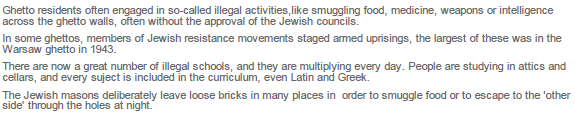 Ghetto residents often engaged in so-called illegal activities,like smuggling food, medicine, weapons or intelligence
across the ghetto walls, often without the approval of the Jewish councils.
In some ghettos, members of Jewish resistance movements staged armed uprisings, the largest of these was in the
Warsaw ghetto in 1943.
There are now a great number of illegal schools, and they are multiplying every day. People are studying in attics and
cellars, and every suject is included in the curriculum, even Latin and Greek.
The Jewish masons deliberately leave loose bricks in many places in  order to smuggle food or to escape to the 'other
side' through the holes at night.